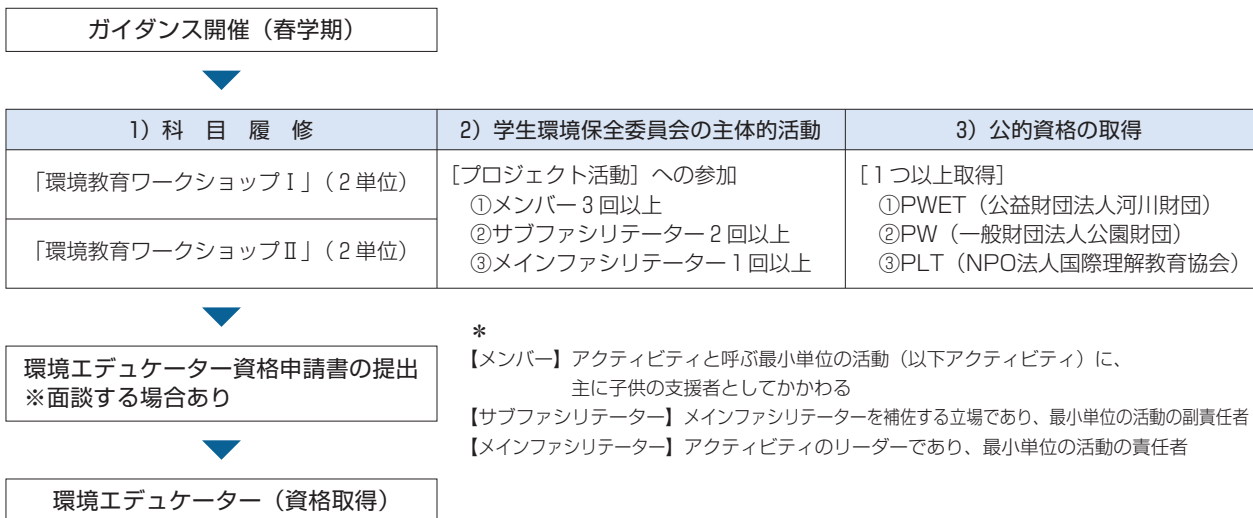 ガイダンス開催（春学期）
1）科　目　履　修
2）学生環境保全委員会の主体的活動
3）公的資格の取得
「環境教育ワークショップⅠ」（2単位）
「環境教育ワークショップⅡ」（2単位）
［プロジェクト活動］への参加
①メンバー3回以上
②サブファシリテーター2回以上
③メインファシリテーター1回以上
［1つ以上取得］
①PWET（公益財団法人河川財団）
②PW（一般財団法人公園財団）
③PLT（NPO法人国際理解教育協会）
環境エデュケーター資格申請書の提出
※面談する場合あり
環境エデュケーター（資格取得）
＊
【メンバー】アクティビティと呼ぶ最小単位の活動（以下アクティビティ）に、
主に子供の支援者としてかかわる
【サブファシリテーター】メインファシリテーターを補佐する立場であり、最小単位の活動の副責任者
【メインファシリテーター】アクティビティのリーダーであり、最小単位の活動の責任者